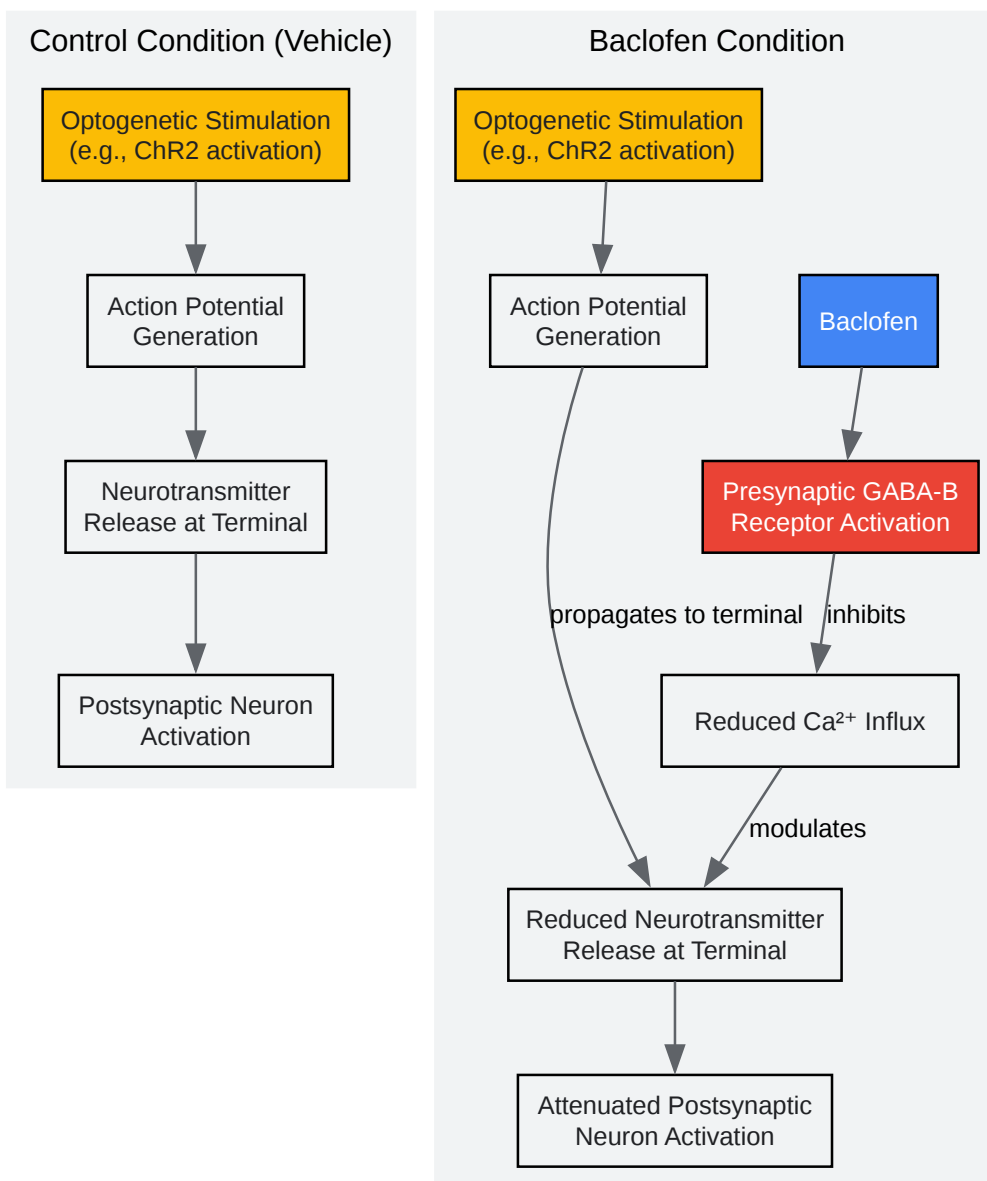 Control Condition (Vehicle)
Optogenetic Stimulation
(e.g., ChR2 activation)
Action Potential
Generation
Neurotransmitter
Release at Terminal
Postsynaptic Neuron
Activation
Baclofen Condition
Optogenetic Stimulation
(e.g., ChR2 activation)
Action Potential
Generation
Baclofen
Presynaptic GABA-B
Receptor Activation
propagates to terminal
inhibits
Reduced Ca²⁺ Influx
modulates
Reduced Neurotransmitter
Release at Terminal
Attenuated Postsynaptic
Neuron Activation